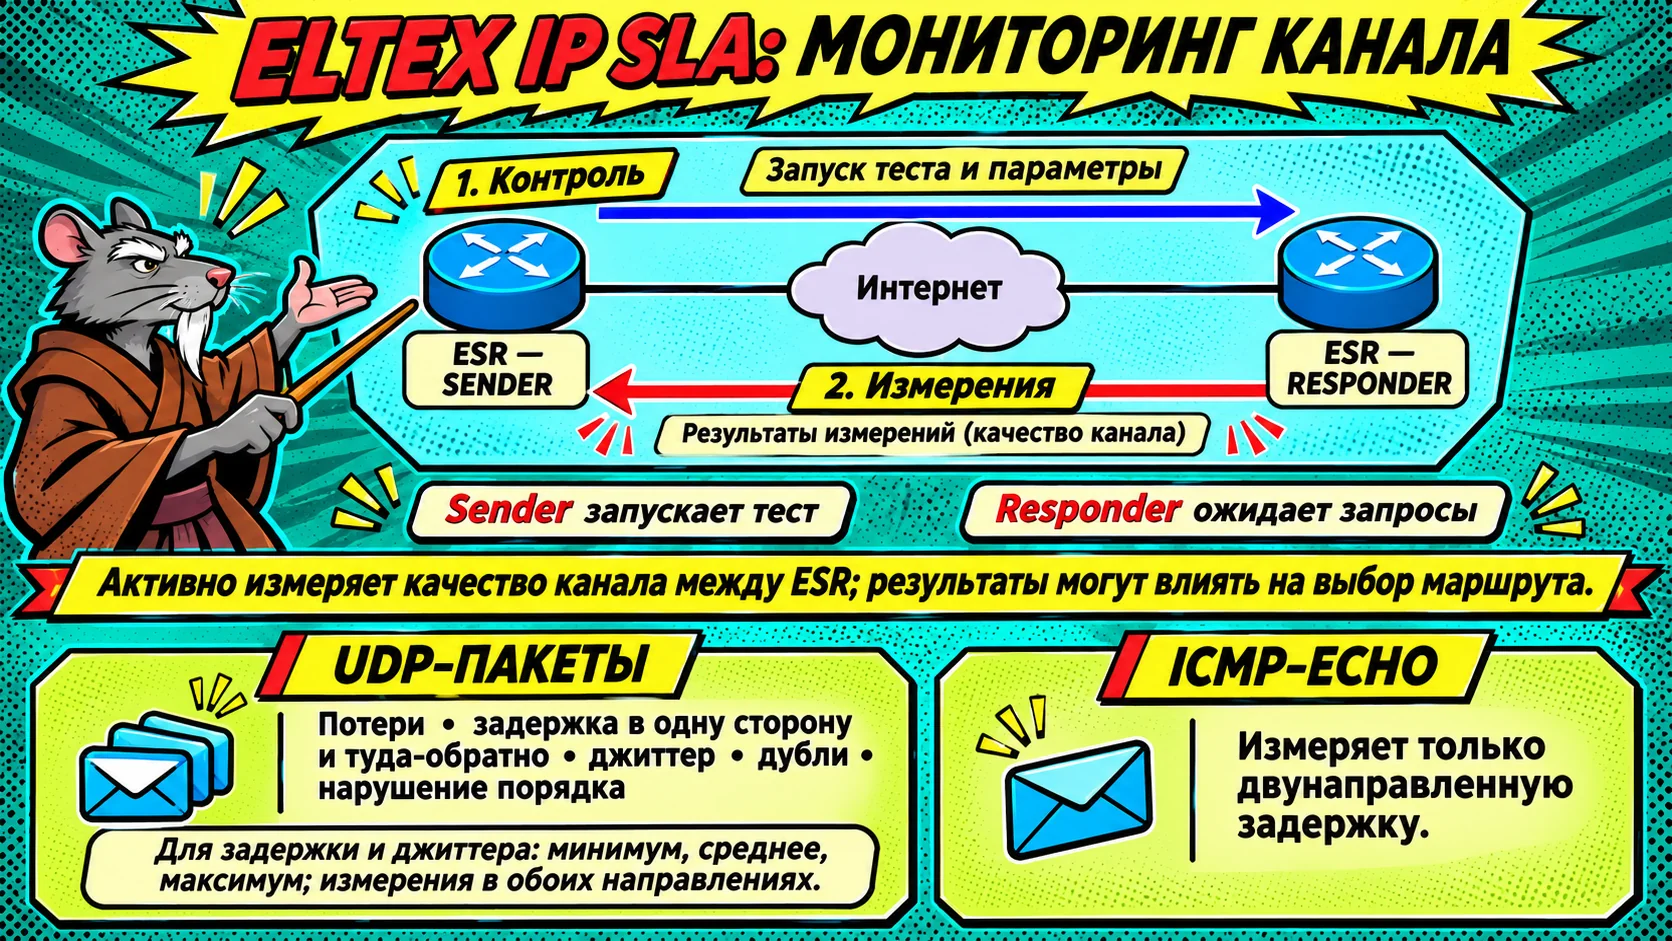 ELTEX IP SLA: МОНИТОРИНГ КАНАЛА
1. Контроль
Запуск теста и параметры
Интернет
ESR —
SENDER
ESR —
RESPONDER
2. Измерения
Результаты измерений (качество канала)
Sender запускает тест
Responder ожидает запросы
Активно измеряет качество канала между ESR; результаты могут влиять на выбор маршрута.
UDP-ПАКЕТЫ
Потери • задержка в одну сторону
и туда-обратно • джиттер • дубли •
нарушение порядка
Для задержки и джиттера: минимум, среднее,
максимум; измерения в обоих направлениях.
ICMP-ECHO
Измеряет только
двунаправленную
задержку.